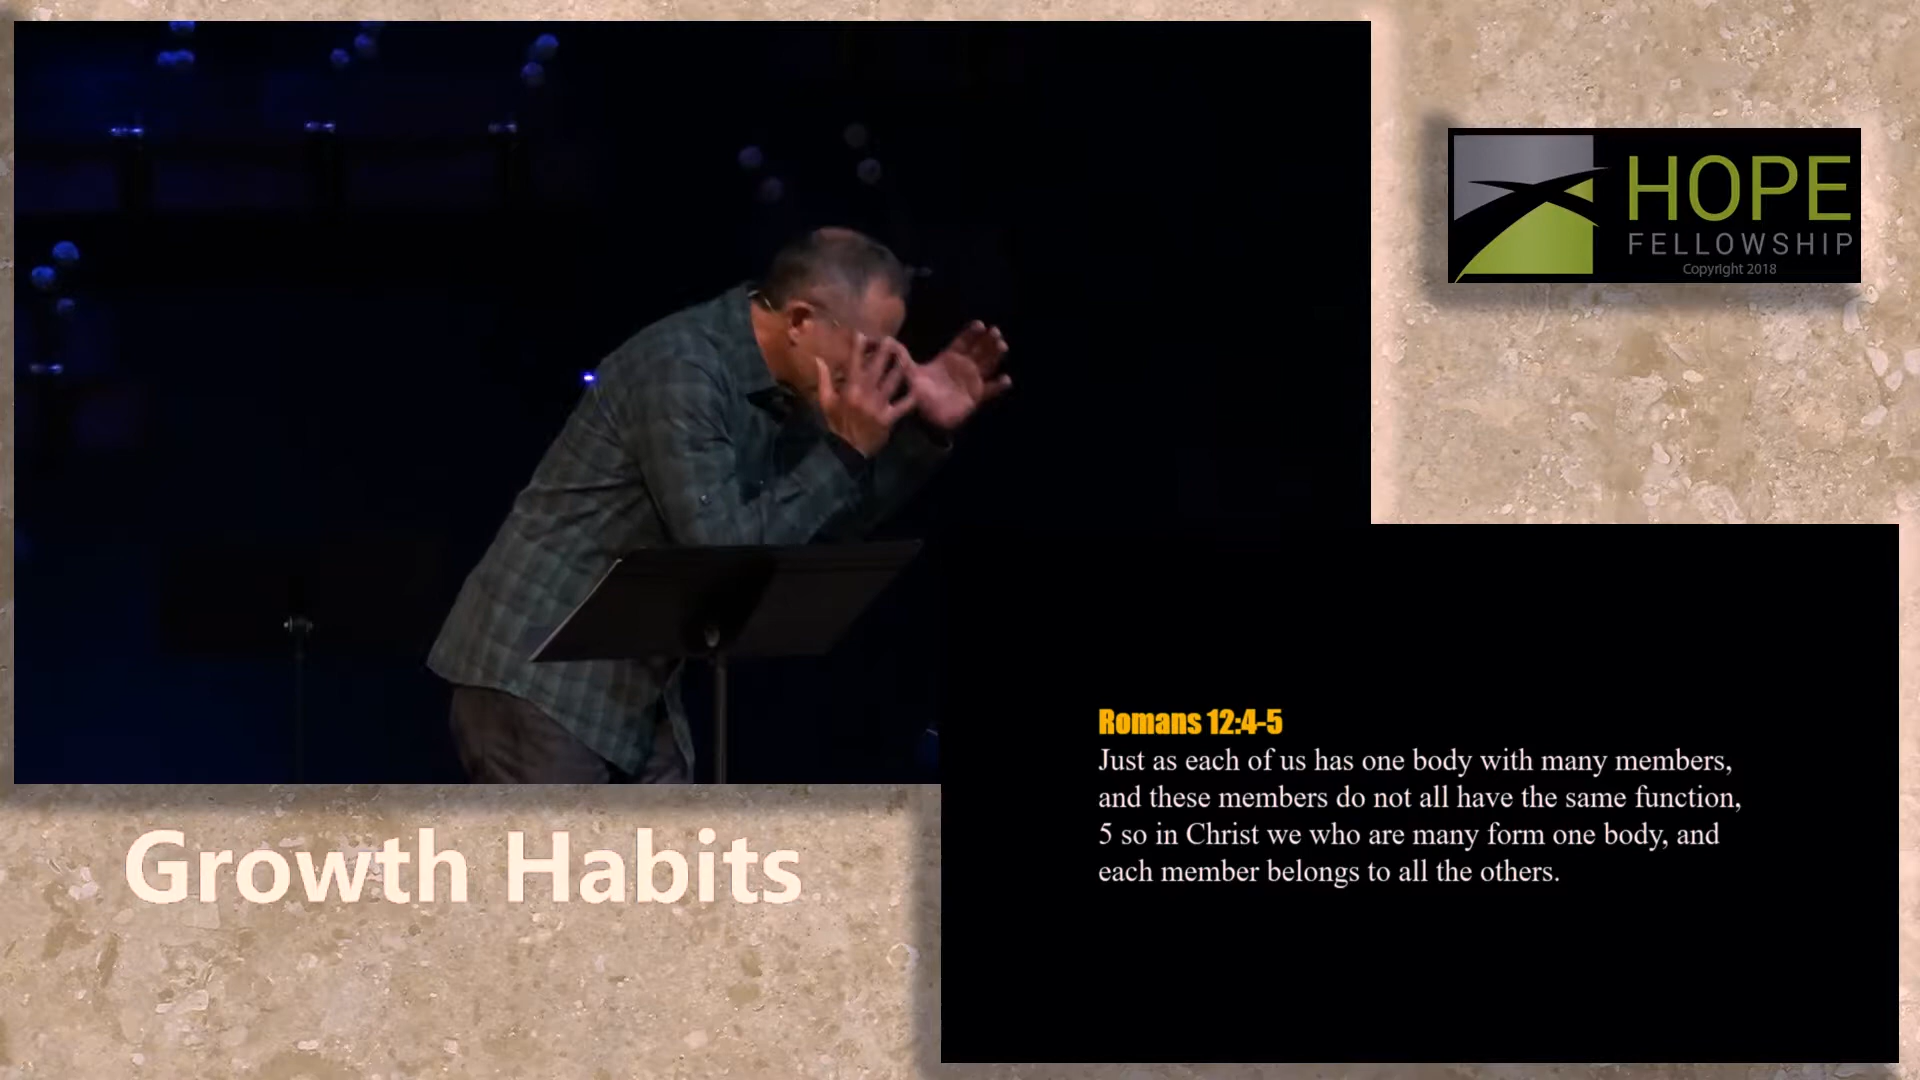 HOPE
FELLOWSHIP
Copyright 2018
Romans 12:4-5
Just as each of us has one body with many members,
and these members do not all have the same function,
5 so in Christ we who are many form one body, and
each member belongs to all the others.
Growth Habits